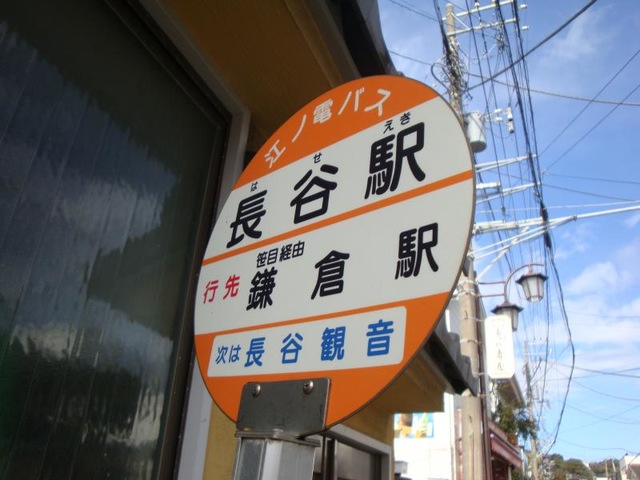 江ノ電バス
は せ えき
長谷駅
笹目経由
行先 鎌倉駅
次は 長谷観音